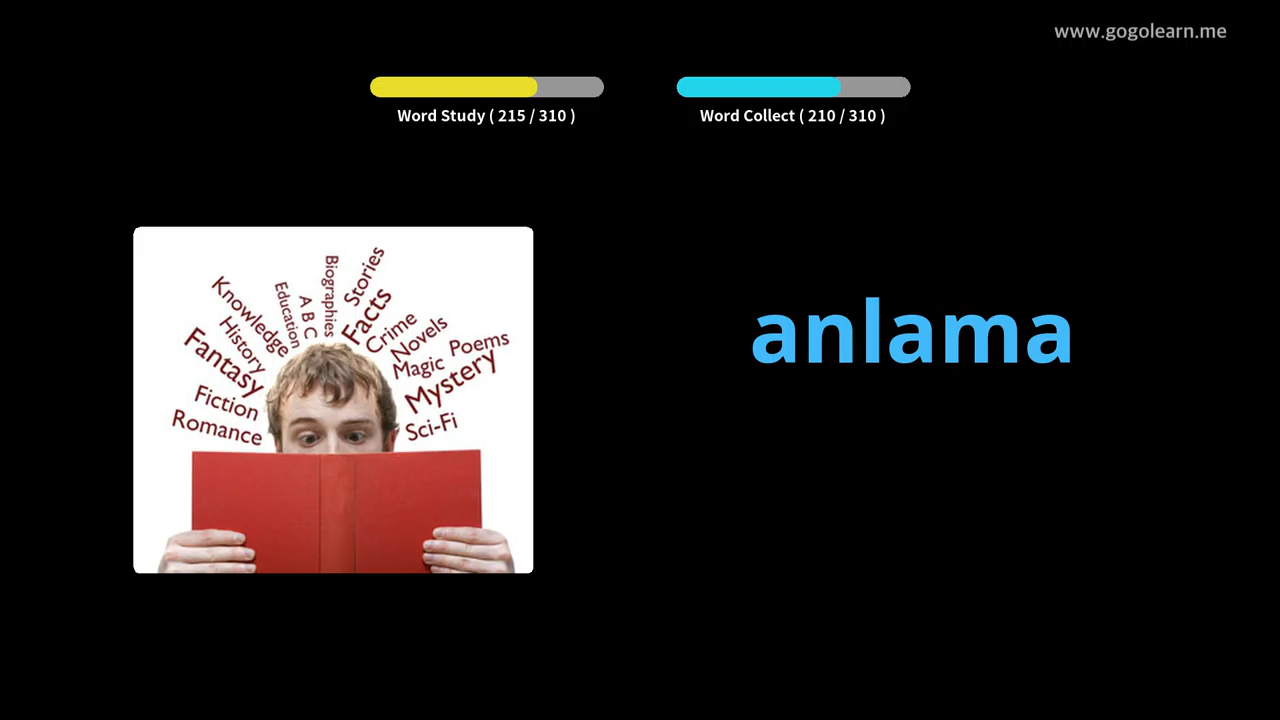 www.gogolearn.me
Word Study ( 215 / 310 )
Word Collect ( 210 / 310 )
Stories
Biographies
Facts
A B C
Education
Knowledge
Crime
Novels
History
Poems
Magic
Fantasy
Mystery
Fiction
Sci-Fi
Romance
anlama